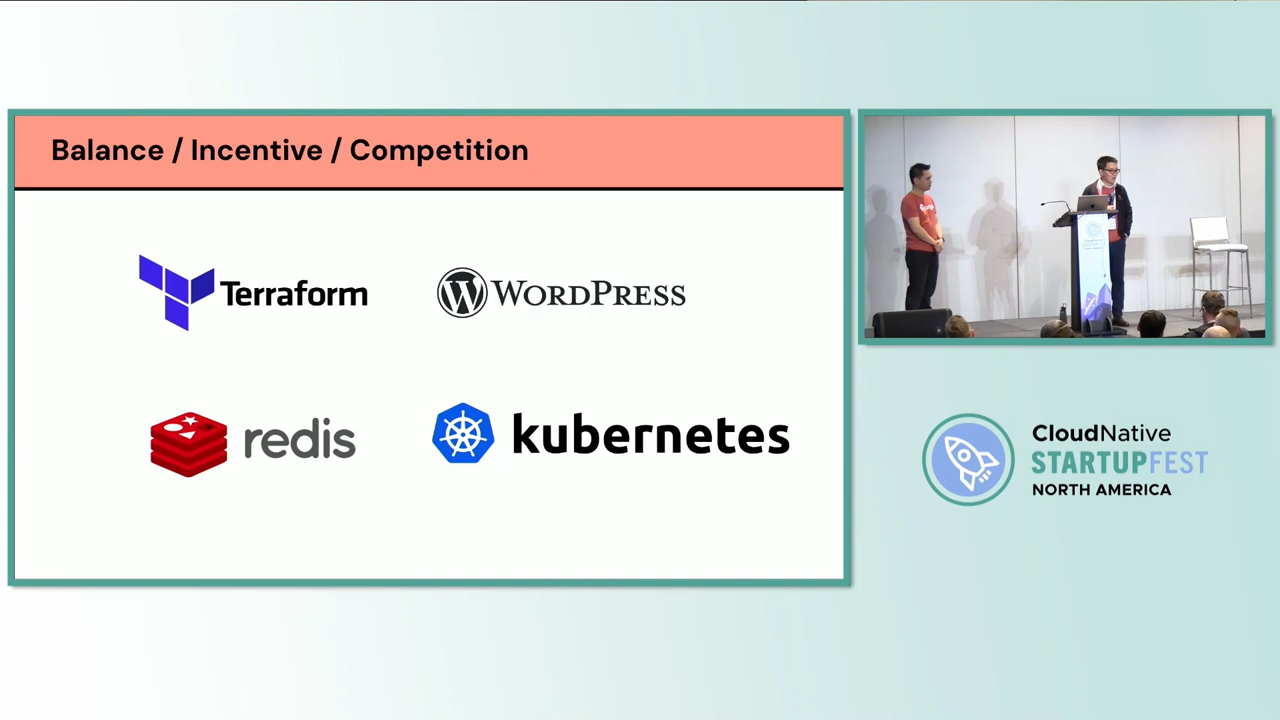 Balance / Incentive / Competition
Terraform
WORDPRESS
redis
kubernetes
CloudNative
STARTUPFEST
NORTH AMERICA